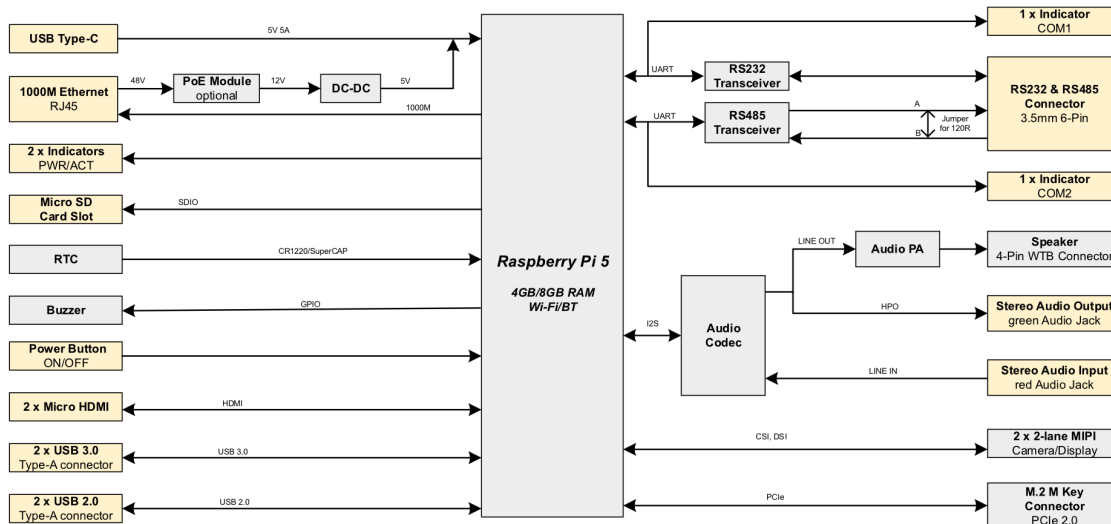 USB Type-C
5V 5A
1000M Ethernet
RJ45
48V
PoE Module
optional
12V
DC-DC
5V
1000M
2 x Indicators
PWR/ACT
Micro SD
Card Slot
SDIO
RTC
CR1220/SuperCAP
Buzzer
GPIO
Power Button
ON/OFF
2 x Micro HDMI
HDMI
2 x USB 3.0
Type-A connector
USB 3.0
2 x USB 2.0
Type-A connector
USB 2.0
Raspberry Pi 5
4GB/8GB RAM
Wi-Fi/BT
1 x Indicator
COM1
UART
RS232
Transceiver
UART
RS485
Transceiver
A
B
Jumper
for 120R
RS232 & RS485
Connector
3.5mm 6-Pin
1 x Indicator
COM2
I2S
Audio
Codec
LINE OUT
Audio PA
Speaker
4-Pin WTB Connector
HPO
Stereo Audio Output
green Audio Jack
LINE IN
Stereo Audio Input
red Audio Jack
CSI, DSI
2 x 2-lane MIPI
Camera/Display
PCIe
M.2 M Key
Connector
PCIe 2.0